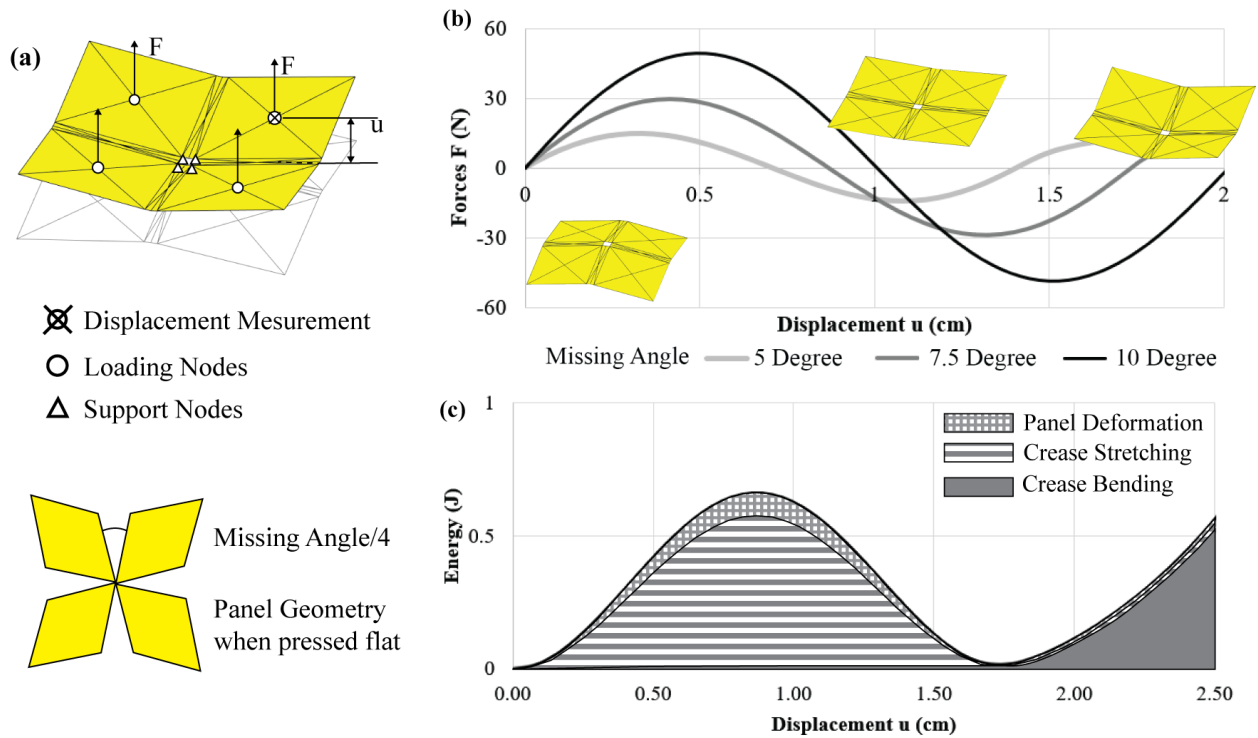 (a)
F
F
u
Displacement Mesurement
Loading Nodes
Support Nodes
Missing Angle/4
Panel Geometry
when pressed flat
(b)
Forces F (N)
60
30
0
-30
-60
0
0.5
1
1.5
2
Displacement u (cm)
Missing Angle
5 Degree
7.5 Degree
10 Degree
(c)
Energy (J)
1
0.5
0
Panel Deformation
Crease Stretching
Crease Bending
0.00
0.50
1.00
1.50
2.00
2.50
Displacement u (cm)